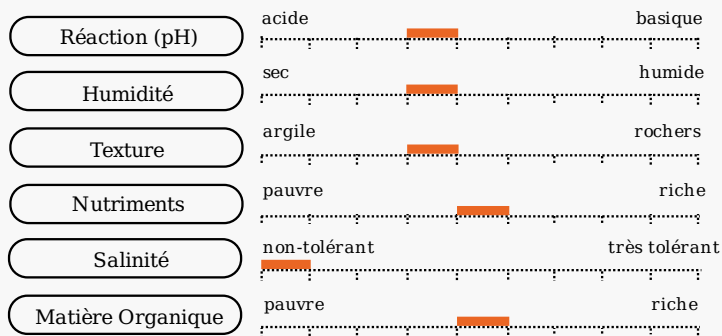 Réaction (pH) acide basique
Humidité sec humide
Texture argile rochers
Nutriments pauvre riche
Salinité non-tolérant très tolérant
Matière Organique pauvre riche